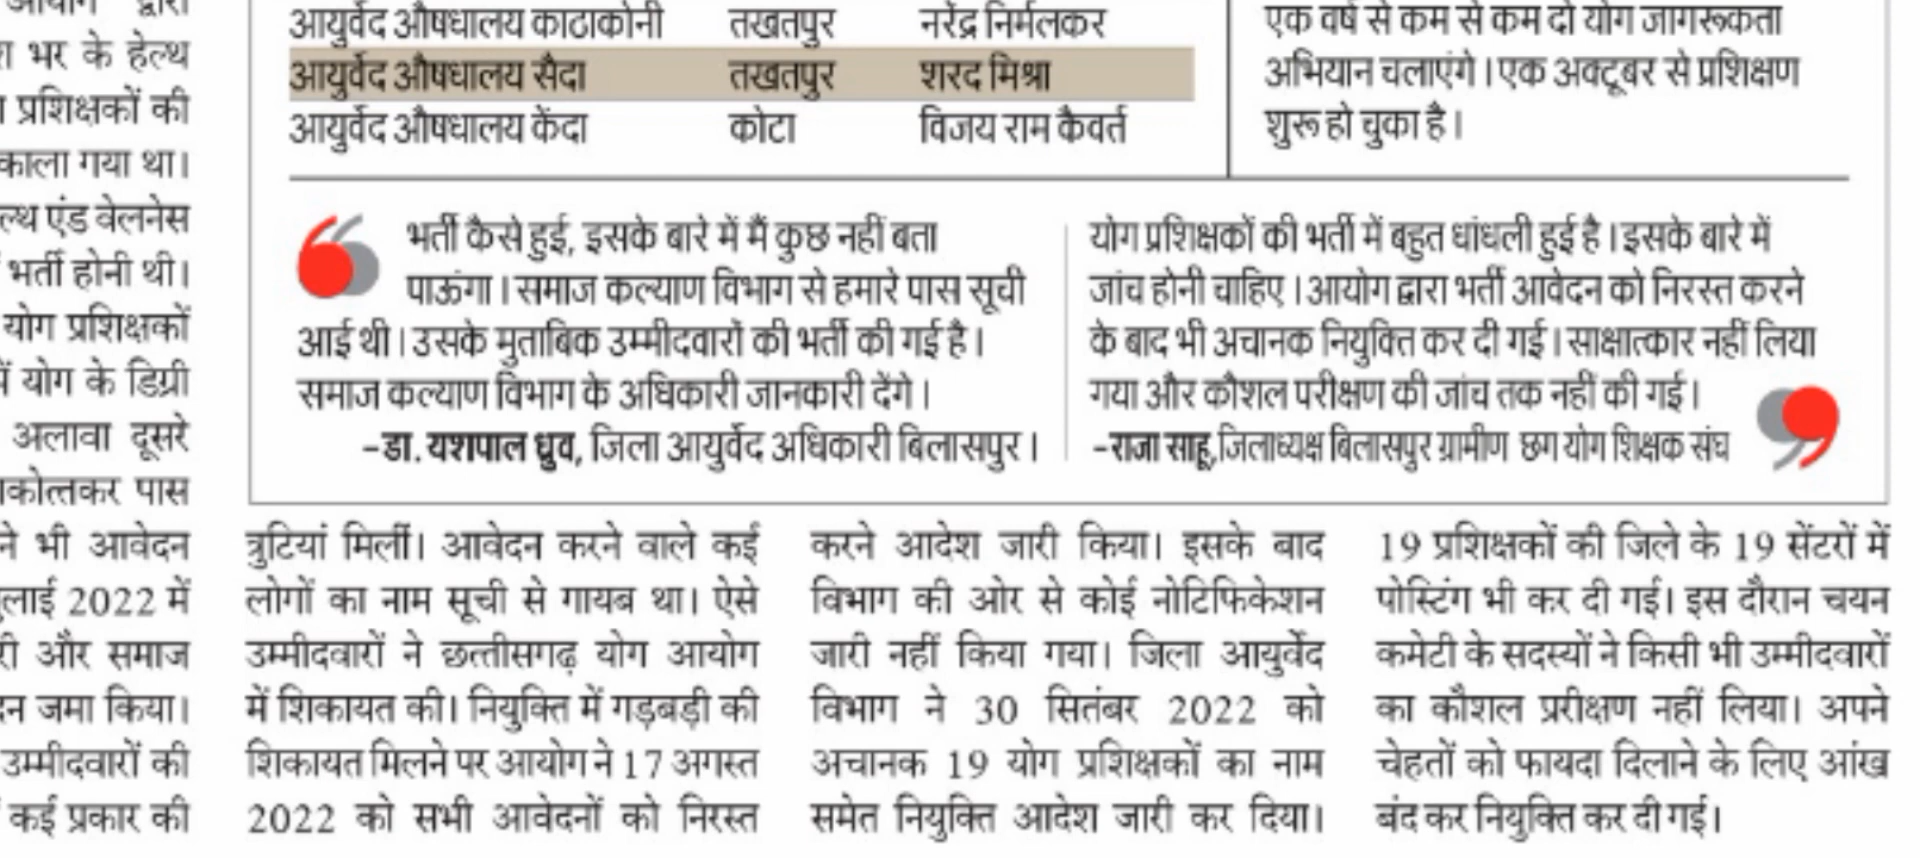 द्वारा
भर के हेल्थ
प्रशिक्षकों की
काला गया था।
ल्थ एंड वेलनेस
भर्ती होनी थी।
योग प्रशिक्षकों
में योग के डिग्री
अलावा दूसरे
कोत्तकर पास
ने भी आवेदन
लाई 2022 में
री और समाज
दन जमा किया।
उम्मीदवारों की
कई प्रकार की
आयुर्वेद औषधालय काठाकोनी तखतपुर नरेंद्र निर्मलकर
आयुर्वेद औषधालय सैदा तखतपुर शरद मिश्रा
आयुर्वेद औषधालय केंदा कोटा विजय राम कैवर्त
एक वर्ष से कम से कम दो योग जागरूकता
अभियान चलाएंगे। एक अक्टूबर से प्रशिक्षण
शुरू हो चुका है।
भर्ती कैसे हुई, इसके बारे में मैं कुछ नहीं बता
पाऊंगा। समाज कल्याण विभाग से हमारे पास सूची
आई थी। उसके मुताबिक उम्मीदवारों की भर्ती की गई है।
समाज कल्याण विभाग के अधिकारी जानकारी देंगे।
-डा. यशपाल ध्रुव, जिला आयुर्वेद अधिकारी बिलासपुर।
योग प्रशिक्षकों की भर्ती में बहुत धांधली हुई है। इसके बारे में
जांच होनी चाहिए। आयोग द्वारा भर्ती आवेदन को निरस्त करने
के बाद भी अचानक नियुक्ति कर दी गई। साक्षात्कार नहीं लिया
गया और कौशल परीक्षण की जांच तक नहीं की गई।
-राजा साहू, जिलाध्यक्ष बिलासपुर ग्रामीण छग योग शिक्षक संघ
त्रुटियां मिलीं। आवेदन करने वाले कई
लोगों का नाम सूची से गायब था। ऐसे
उम्मीदवारों ने छत्तीसगढ़ योग आयोग
में शिकायत की। नियुक्ति में गड़बड़ी की
शिकायत मिलने पर आयोग ने 17 अगस्त
2022 को सभी आवेदनों को निरस्त
करने आदेश जारी किया। इसके बाद
विभाग की ओर से कोई नोटिफिकेशन
जारी नहीं किया गया। जिला आयुर्वेद
विभाग ने 30 सितंबर 2022 को
अचानक 19 योग प्रशिक्षकों का नाम
समेत नियुक्ति आदेश जारी कर दिया।
19 प्रशिक्षकों की जिले के 19 सेंटरों में
पोस्टिंग भी कर दी गई। इस दौरान चयन
कमेटी के सदस्यों ने किसी भी उम्मीदवारों
का कौशल प्ररीक्षण नहीं लिया। अपने
चेहतों को फायदा दिलाने के लिए आंख
बंद कर नियुक्ति कर दी गई।